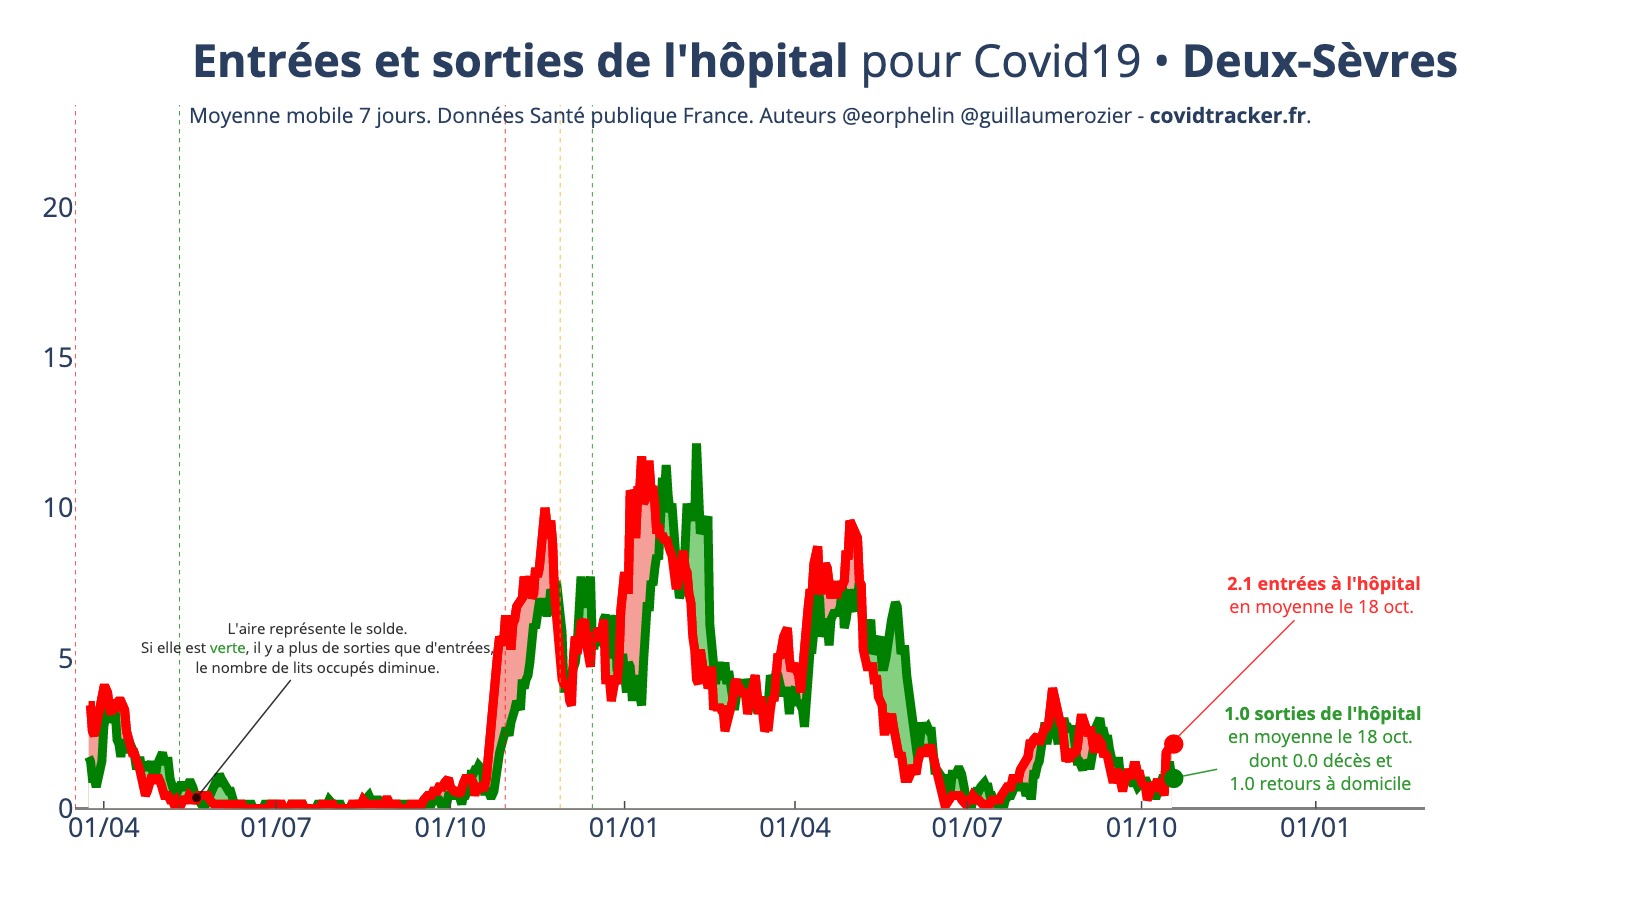 Entrées et sorties de l'hôpital pour Covid19 • Deux-Sèvres
Moyenne mobile 7 jours. Données Santé publique France. Auteurs @eorphelin @guillaumerozier - covidtracker.fr.
20
15
10
5
0
L'aire représente le solde.
Si elle est verte, il y a plus de sorties que d'entrées,
le nombre de lits occupés diminue.
2.1 entrées à l'hôpital
en moyenne le 18 oct.
1.0 sorties de l'hôpital
en moyenne le 18 oct.
dont 0.0 décès et
1.0 retours à domicile
01/04 01/07 01/10 01/01 01/04 01/07 01/10 01/01